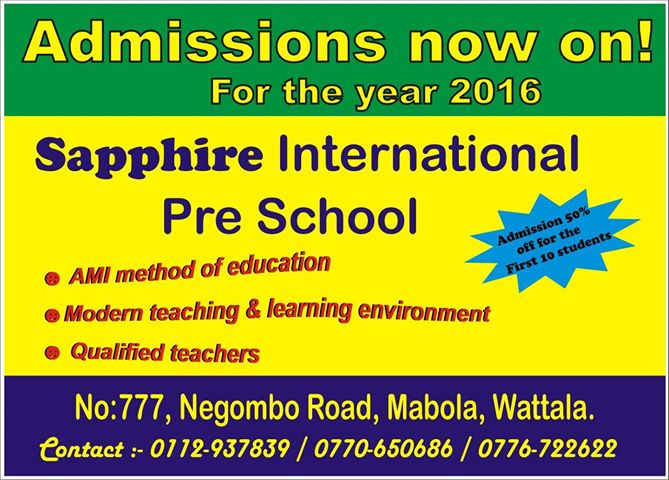 Admissions now on!
For the year 2016
Sapphire International
Pre School
Admission 50%
off for the
First 10 students
AMI method of education
Modern teaching & learning environment
Qualified teachers
No:777, Negombo Road, Mabola, Wattala.
Contact :- 0112-937839 / 0770-650686 / 0776-722622